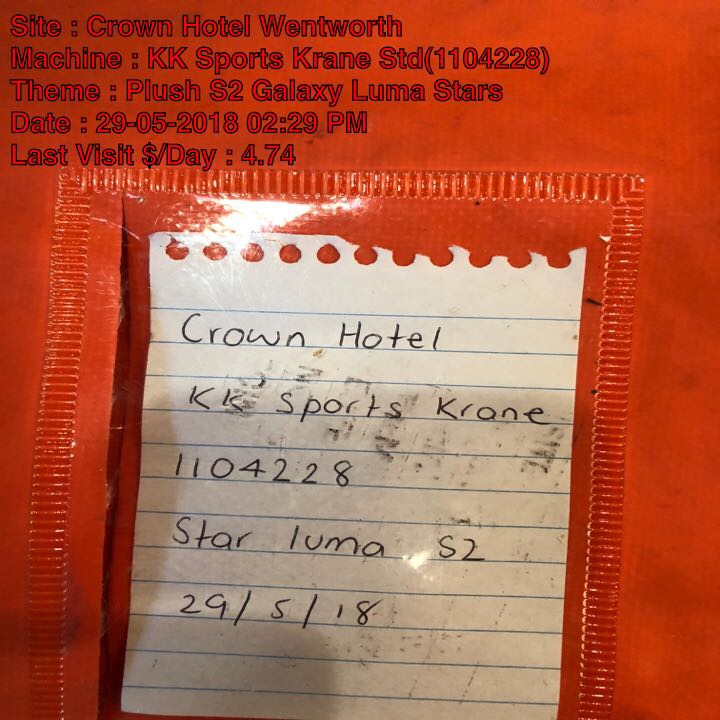 Site : Crown Hotel Wentworth
Machine : KK Sports Krane Std(1104228)
Theme : Plush S2 Galaxy Luma Stars
Date : 29-05-2018 02:29 PM
Last Visit $/Day : 4.74
Crown Hotel
KK Sports Krane
1104228
Star luma S2
29/5/18